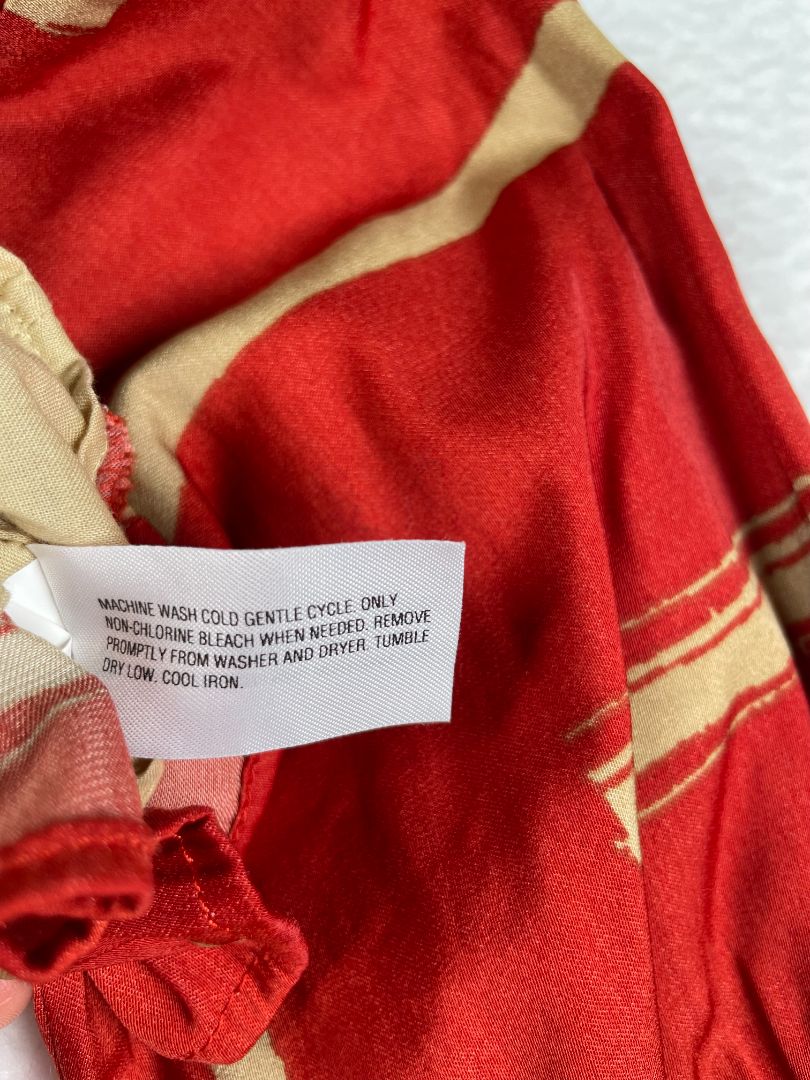 MACHINE WASH COLD GENTLE CYCLE. ONLY
NON-CHLORINE BLEACH WHEN NEEDED. REMOVE
PROMPTLY FROM WASHER AND DRYER. TUMBLE
DRY LOW. COOL IRON.